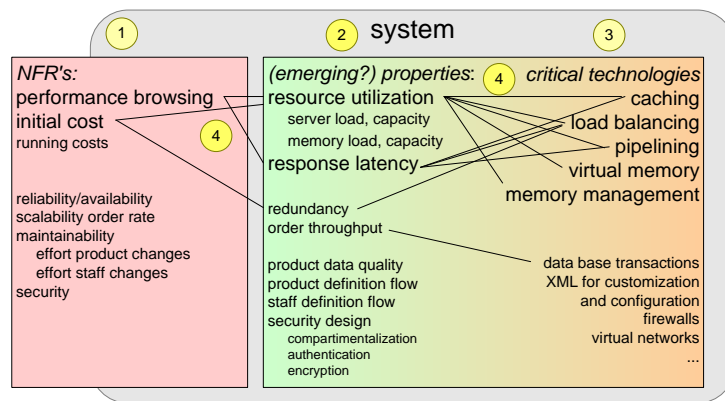 system
1
2
3
NFR's:
performance browsing
initial cost
running costs
4
reliability/availability
scalability order rate
maintainability
effort product changes
effort staff changes
security
(emerging?) properties:
4
resource utilization
server load, capacity
memory load, capacity
response latency
redundancy
order throughput
product data quality
product definition flow
staff definition flow
security design
compartimentalization
authentication
encryption
critical technologies
caching
load balancing
pipelining
virtual memory
memory management
data base transactions
XML for customization
and configuration
firewalls
virtual networks
...